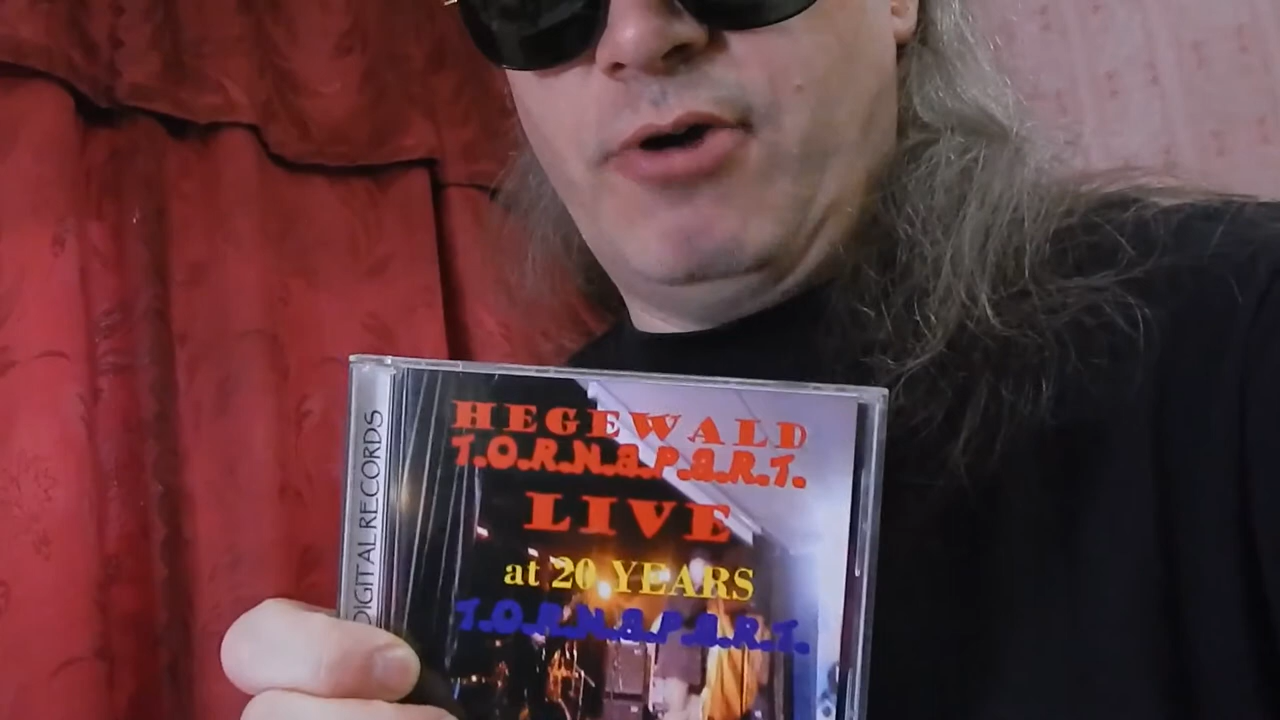 DIGITAL RECORDS
HEGEWALD
T.O.R.N.a.P.a.R.T.
LIVE
at 20 YEARS
T.O.R.N.a.P.a.R.T.